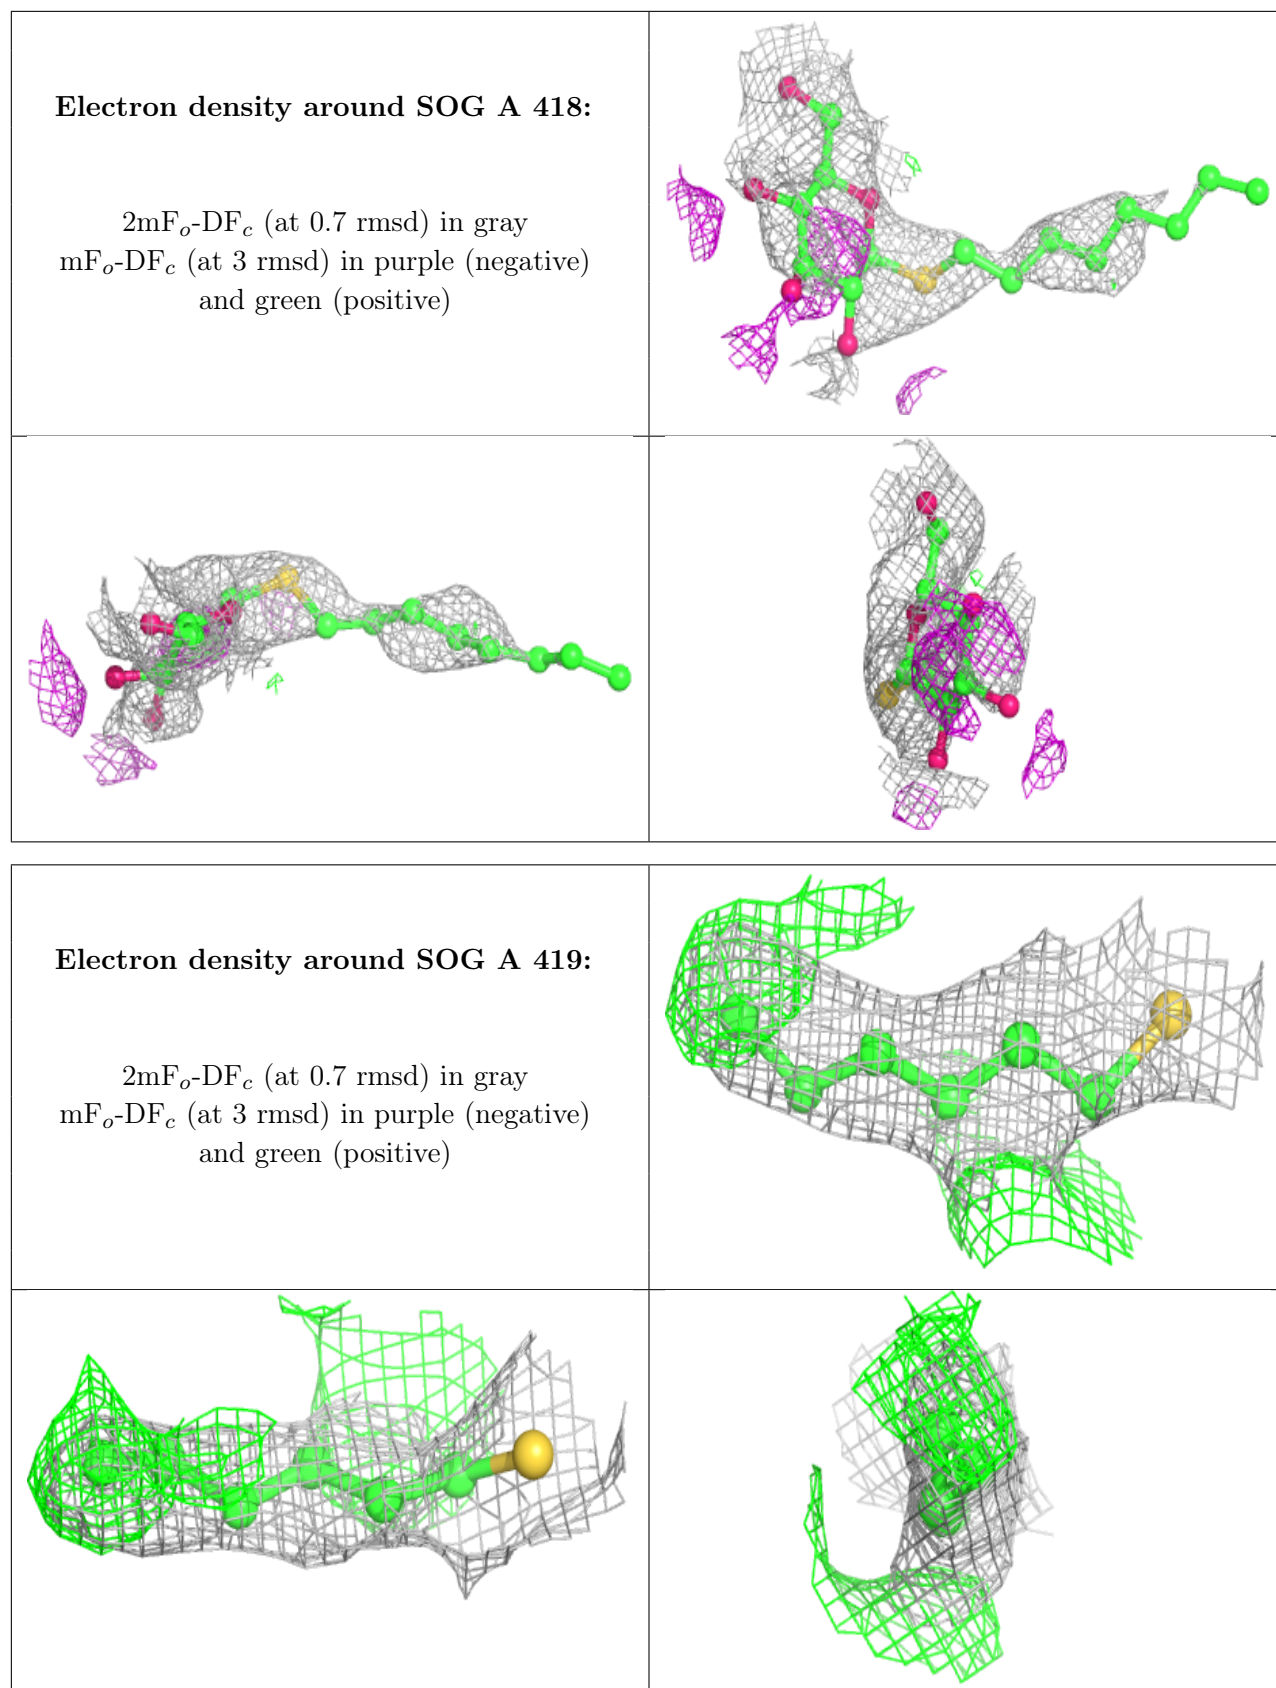 Electron density around SOG A 418:
2mFo-DFc (at 0.7 rmsd) in gray
mFo-DFc (at 3 rmsd) in purple (negative)
and green (positive)
Electron density around SOG A 419:
2mFo-DFc (at 0.7 rmsd) in gray
mFo-DFc (at 3 rmsd) in purple (negative)
and green (positive)